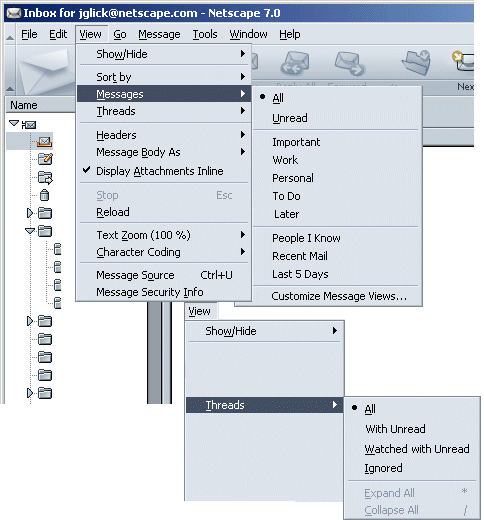 Inbox for jglick@netscape.com - Netscape 7.0
File Edit View Go Message Tools Window Help
Show/Hide
Sort by
Messages
Threads
Headers
Message Body As
Display Attachments Inline
Stop Esc
Reload
Text Zoom (100 %)
Character Coding
Message Source Ctrl+U
Message Security Info
Name
Nex
All
Unread
Important
Work
Personal
To Do
Later
People I Know
Recent Mail
Last 5 Days
Customize Message Views...
View
Show/Hide
Threads
All
With Unread
Watched with Unread
Ignored
Expand All *
Collapse All /